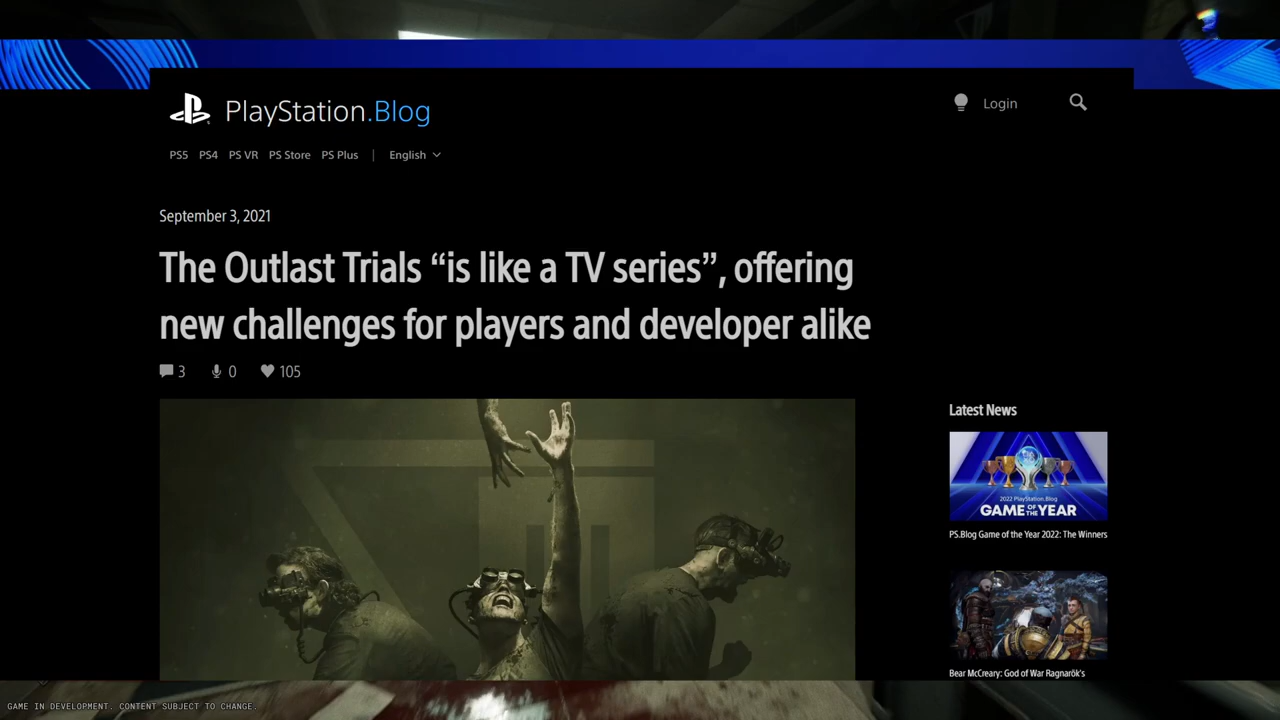 PlayStation.Blog
Login
PS5 PS4 PS VR PS Store PS Plus | English
September 3, 2021
The Outlast Trials “is like a TV series”, offering
new challenges for players and developer alike
3 0 105
Latest News
2022 PlayStation.Blog
GAME OF THE YEAR
PS.Blog Game of the Year 2022: The Winners
Bear McCreary: God of War Ragnarök's
GAME IN DEVELOPMENT. CONTENT SUBJECT TO CHANGE.